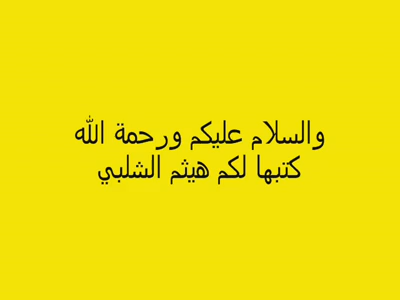 والسلام عليكم ورحمة الله
كتبها لكم هيثم الشلبي